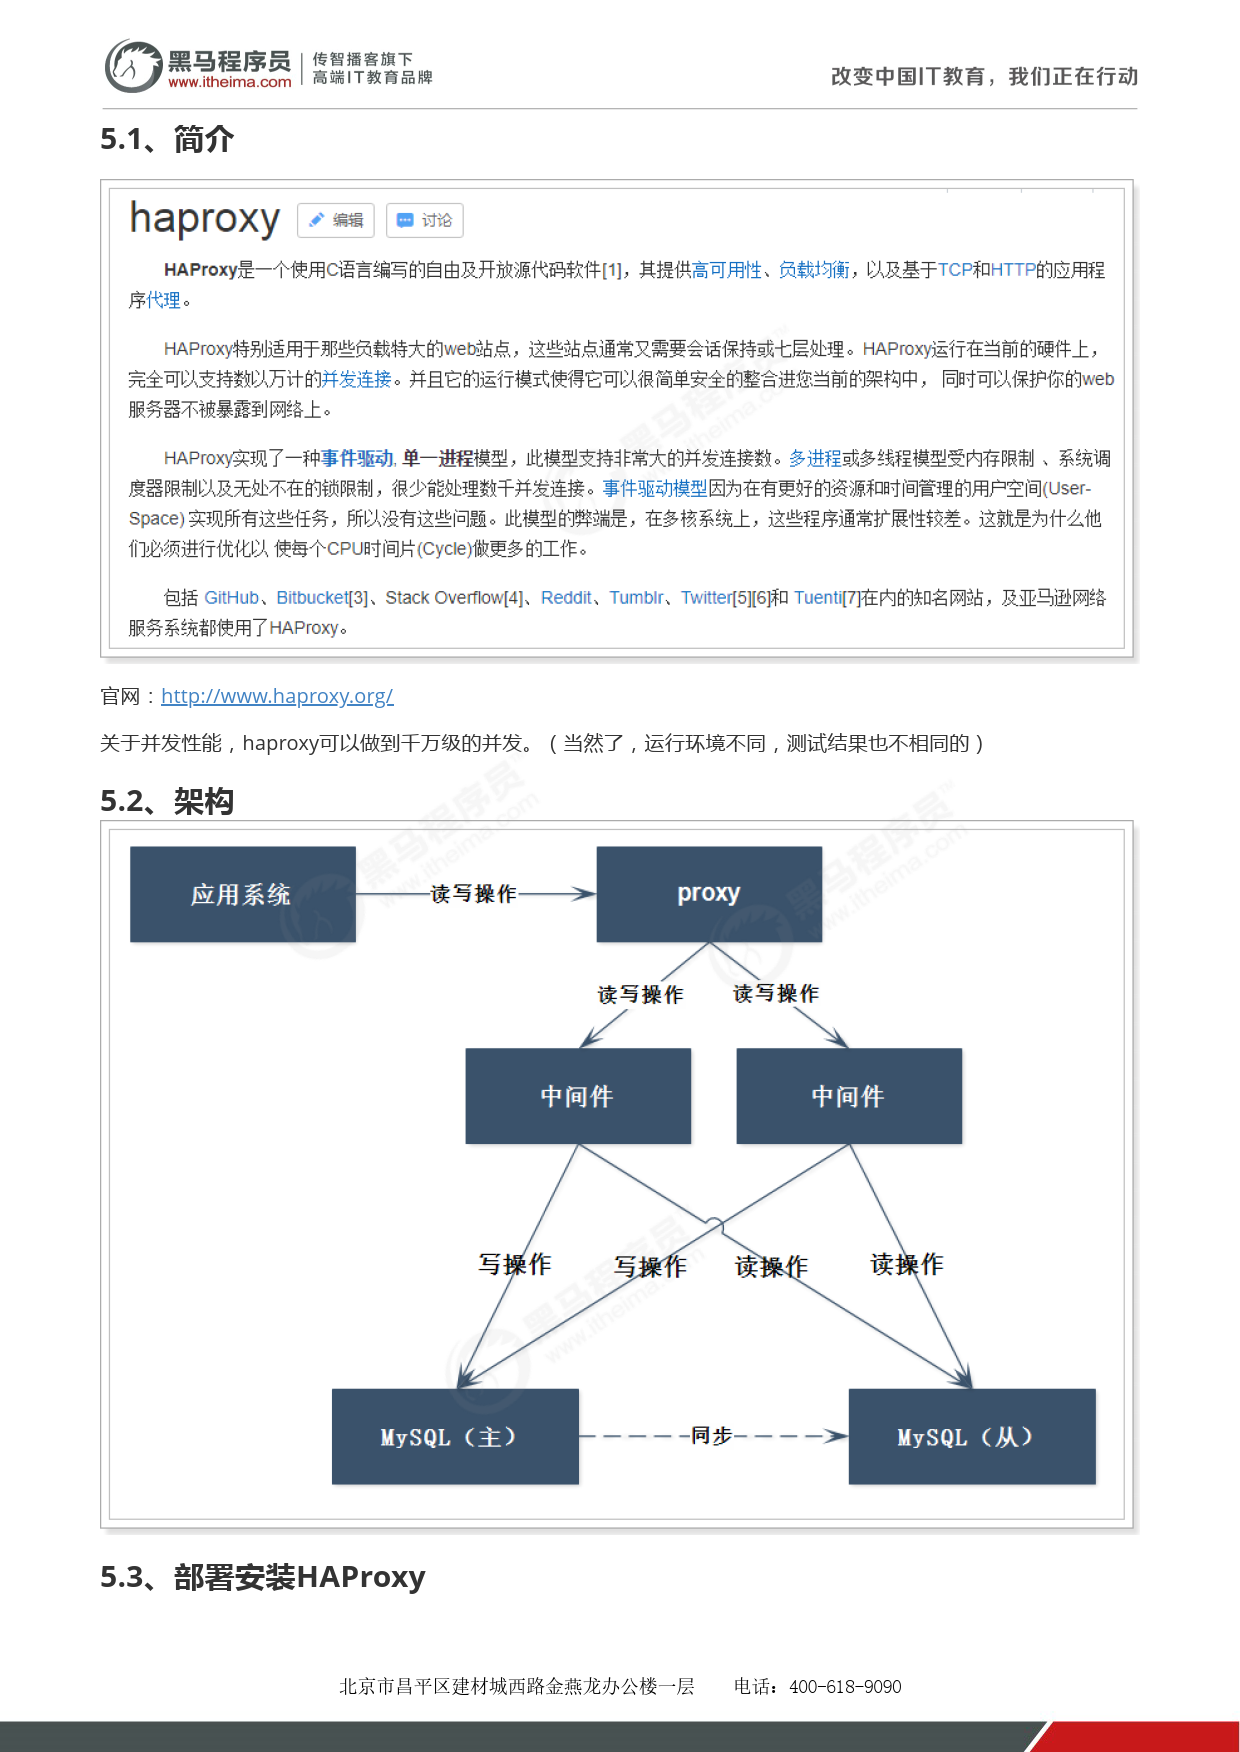 黑马程序员
www.itheima.com
传智播客旗下
高端IT教育品牌
改变中国IT教育，我们正在行动
5.1、简介
haproxy 编辑 讨论
HAProxy是一个使用C语言编写的自由及开放源代码软件[1]，其提供高可用性、负载均衡，以及基于TCP和HTTP的应用程
序代理。
HAProxy特别适用于那些负载特大的web站点，这些站点通常又需要会话保持或七层处理。HAProxy运行在当前的硬件上，
完全可以支持数以万计的并发连接。并且它的运行模式使得它可以很简单安全的整合进您当前的架构中， 同时可以保护你的web
服务器不被暴露到网络上。
HAProxy实现了一种事件驱动, 单一进程模型，此模型支持非常大的并发连接数。多进程或多线程模型受内存限制 、系统调
度器限制以及无处不在的锁限制，很少能处理数千并发连接。事件驱动模型因为在有更好的资源和时间管理的用户空间(User-
Space) 实现所有这些任务，所以没有这些问题。此模型的弊端是，在多核系统上，这些程序通常扩展性较差。这就是为什么他
们必须进行优化以 使每个CPU时间片(Cycle)做更多的工作。
包括 GitHub、Bitbucket[3]、Stack Overflow[4]、Reddit、Tumblr、Twitter[5][6]和 Tuenti[7]在内的知名网站，及亚马逊网络
服务系统都使用了HAProxy。
官网：http://www.haproxy.org/
关于并发性能，haproxy可以做到千万级的并发。（当然了，运行环境不同，测试结果也不相同的）
5.2、架构
应用系统
读写操作
proxy
读写操作
读写操作
中间件
中间件
写操作
写操作
读操作
读操作
MySQL（主）
同步
MySQL（从）
5.3、部署安装HAProxy
北京市昌平区建材城西路金燕龙办公楼一层 电话：400-618-9090